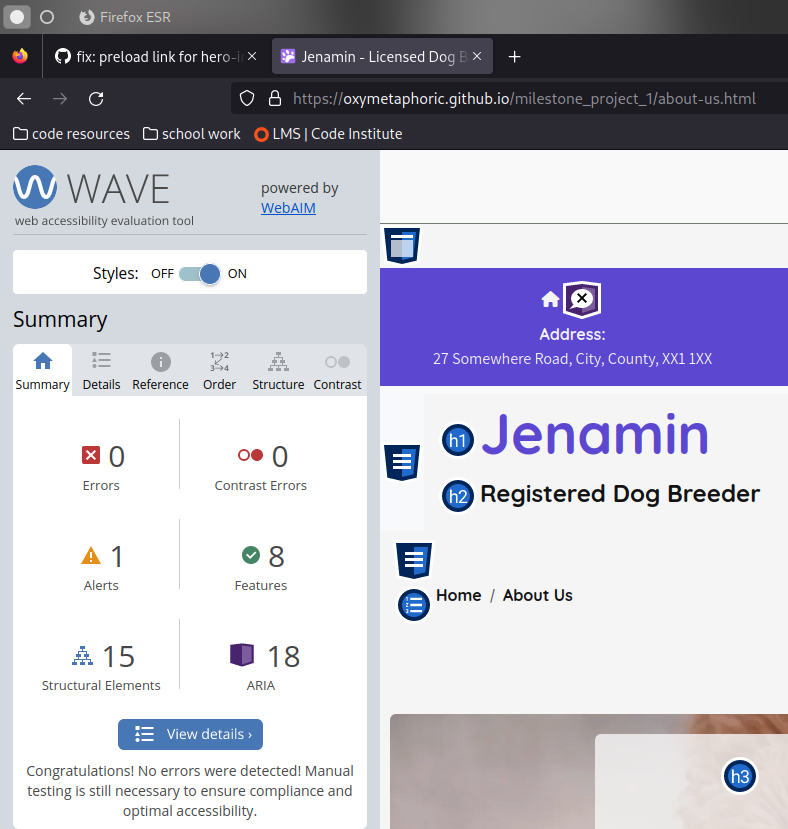 Firefox ESR
fix: preload link for hero-i
Jenamin - Licensed Dog B
https://oxymetaphoric.github.io/milestone_project_1/about-us.html
code resources
school work
LMS | Code Institute
WAVE
web accessibility evaluation tool
powered by
WebAIM
Styles: OFF ON
Summary
Summary Details Reference Order Structure Contrast
0
Errors
0
Contrast Errors
1
Alerts
8
Features
15
Structural Elements
18
ARIA
View details ›
Congratulations! No errors were detected! Manual
testing is still necessary to ensure compliance and
optimal accessibility.
Address:
27 Somewhere Road, City, County, XX1 1XX
h1 Jenamin
h2 Registered Dog Breeder
Home / About Us
h3